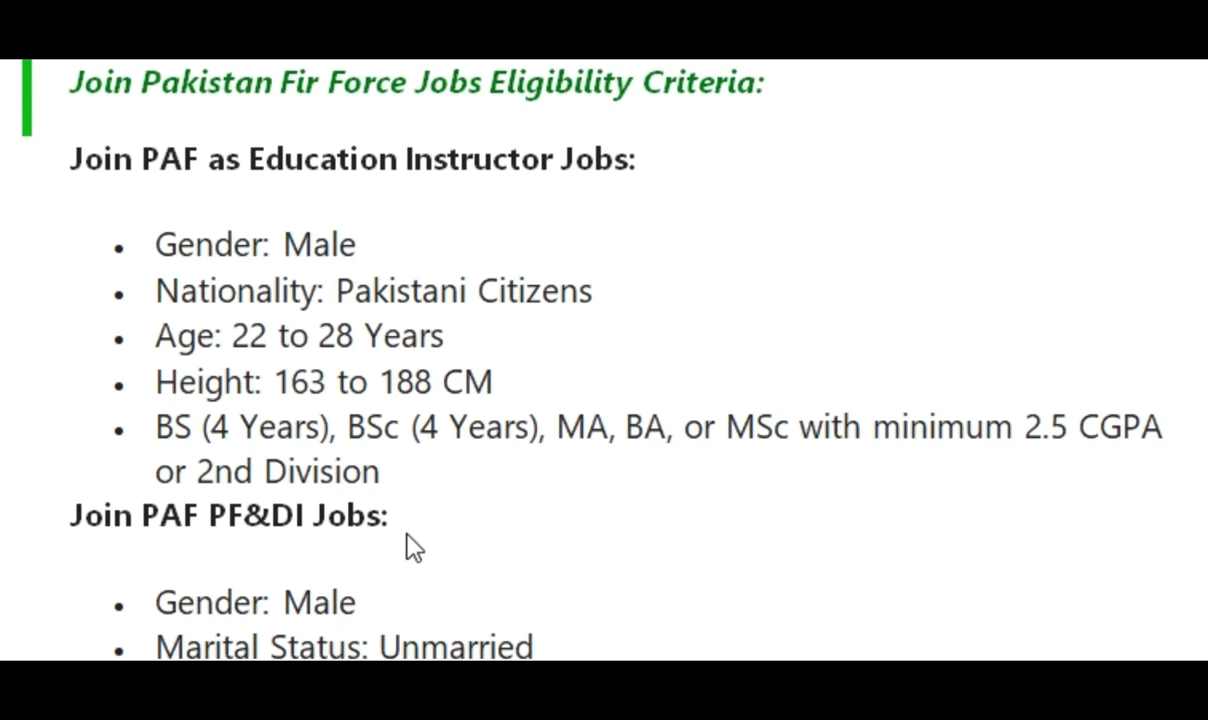 Join Pakistan Fir Force Jobs Eligibility Criteria:
Join PAF as Education Instructor Jobs:
• Gender: Male
• Nationality: Pakistani Citizens
• Age: 22 to 28 Years
• Height: 163 to 188 CM
• BS (4 Years), BSc (4 Years), MA, BA, or MSc with minimum 2.5 CGPA
or 2nd Division
Join PAF PF&DI Jobs:
• Gender: Male
• Marital Status: Unmarried